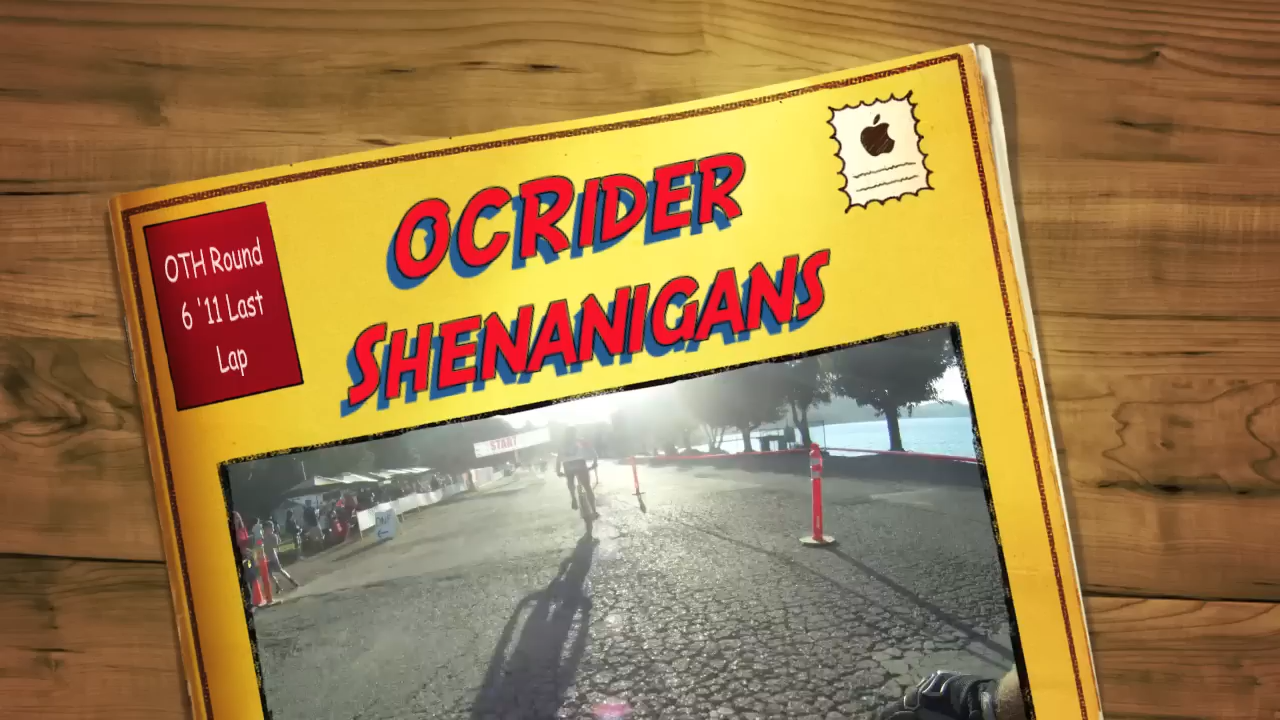 OTH Round
6 '11 Last
Lap
OCRIDER
SHENANIGANS
START